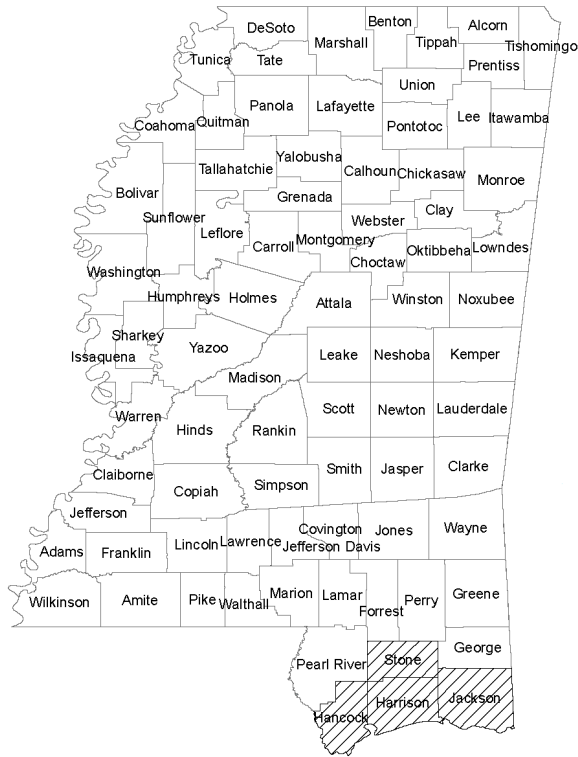 DeSoto
Benton
Alcorn
Marshall
Tippah
Tishomingo
Tunica
Tate
Prentiss
Union
Panola
Lafayette
Coahoma
Quitman
Pontotoc
Lee
Itawamba
Tallahatchie
Yalobusha
Calhoun
Chickasaw
Monroe
Bolivar
Grenada
Sunflower
Leflore
Webster
Clay
Carroll
Montgomery
Choctaw
Oktibbeha
Lowndes
Washington
Humphreys
Holmes
Attala
Winston
Noxubee
Sharkey
Issaquena
Yazoo
Leake
Neshoba
Kemper
Madison
Warren
Hinds
Rankin
Scott
Newton
Lauderdale
Claiborne
Copiah
Simpson
Smith
Jasper
Clarke
Jefferson
Covington
Jones
Wayne
Adams
Franklin
Lincoln
Lawrence
Jefferson Davis
Wilkinson
Amite
Pike
Walthall
Marion
Lamar
Forrest
Perry
Greene
Pearl River
Stone
George
Hancock
Harrison
Jackson